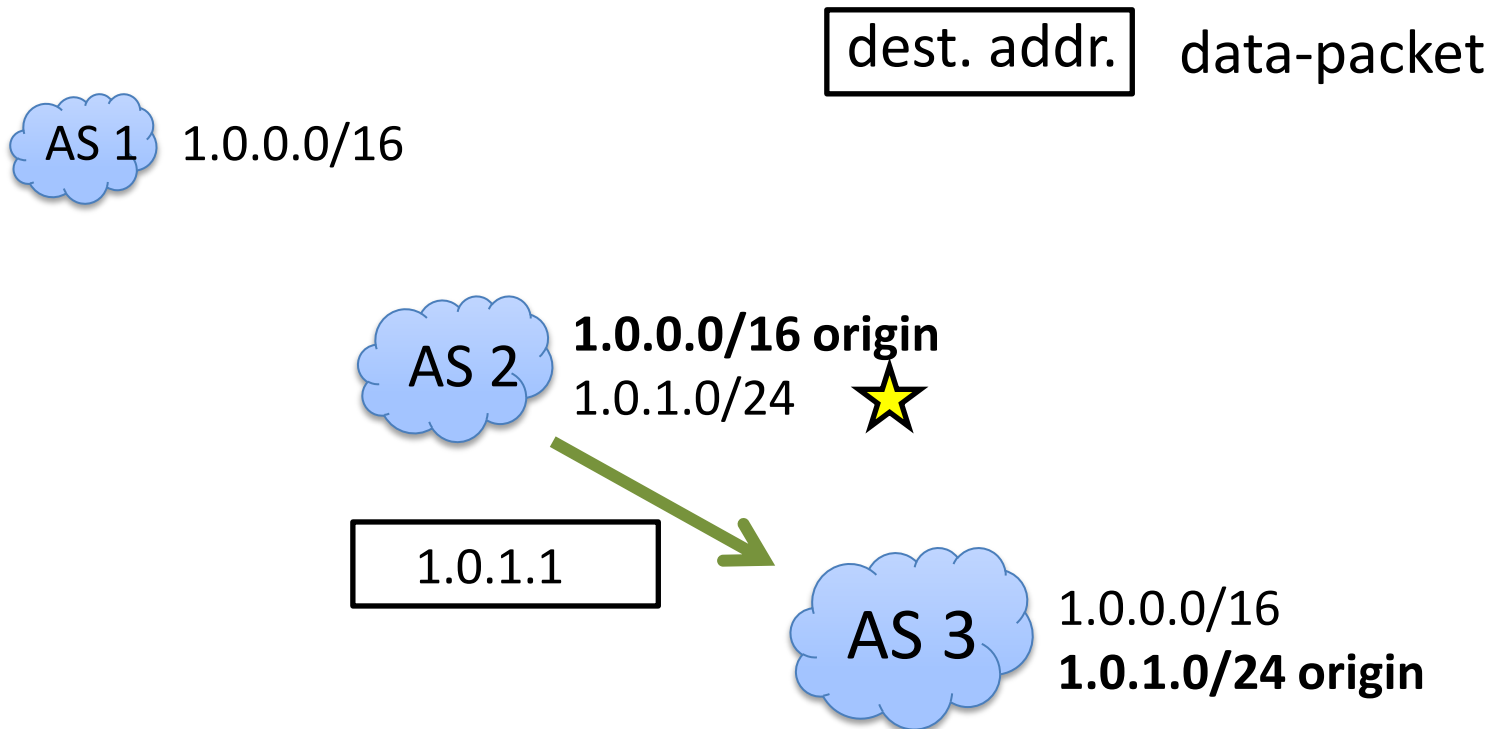 dest. addr. data-packet
AS 1 1.0.0.0/16
AS 2
1.0.0.0/16 origin
1.0.1.0/24
1.0.1.1
AS 3
1.0.0.0/16
1.0.1.0/24 origin